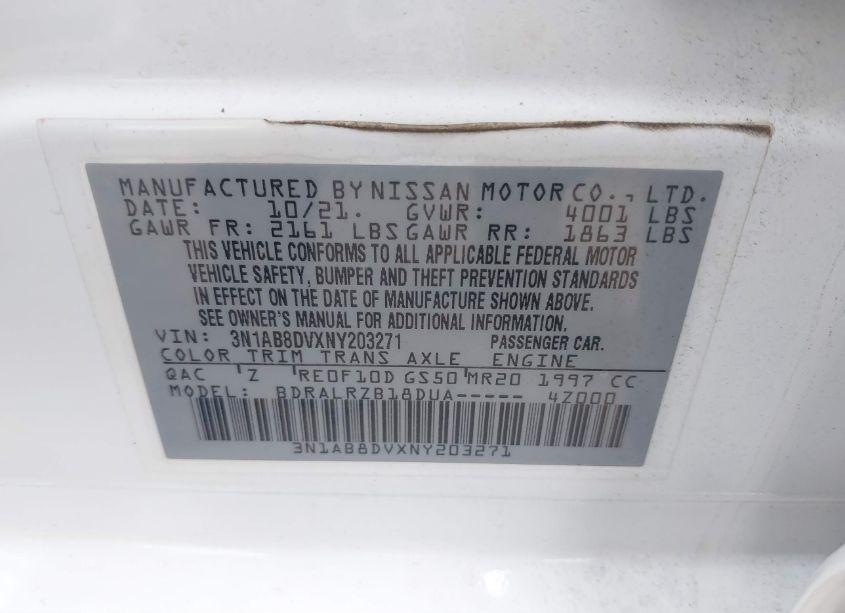 MANUFACTURED BY NISSAN MOTOR CO., LTD.
DATE: 10/21. GVWR: 4001 LBS
GAWR FR: 2161 LBS GAWR RR: 1863 LBS
THIS VEHICLE CONFORMS TO ALL APPLICABLE FEDERAL MOTOR
VEHICLE SAFETY, BUMPER AND THEFT PREVENTION STANDARDS
IN EFFECT ON THE DATE OF MANUFACTURE SHOWN ABOVE.
SEE OWNER'S MANUAL FOR ADDITIONAL INFORMATION.
VIN: 3N1AB8DVXNY203271 PASSENGER CAR.
COLOR TRIM TRANS AXLE ENGINE
QAC Z RE0F10D GS50 MR20 1997 CC
MODEL: BDRALRZB18DUA----- 4Z000
3N1AB8DVXNY203271